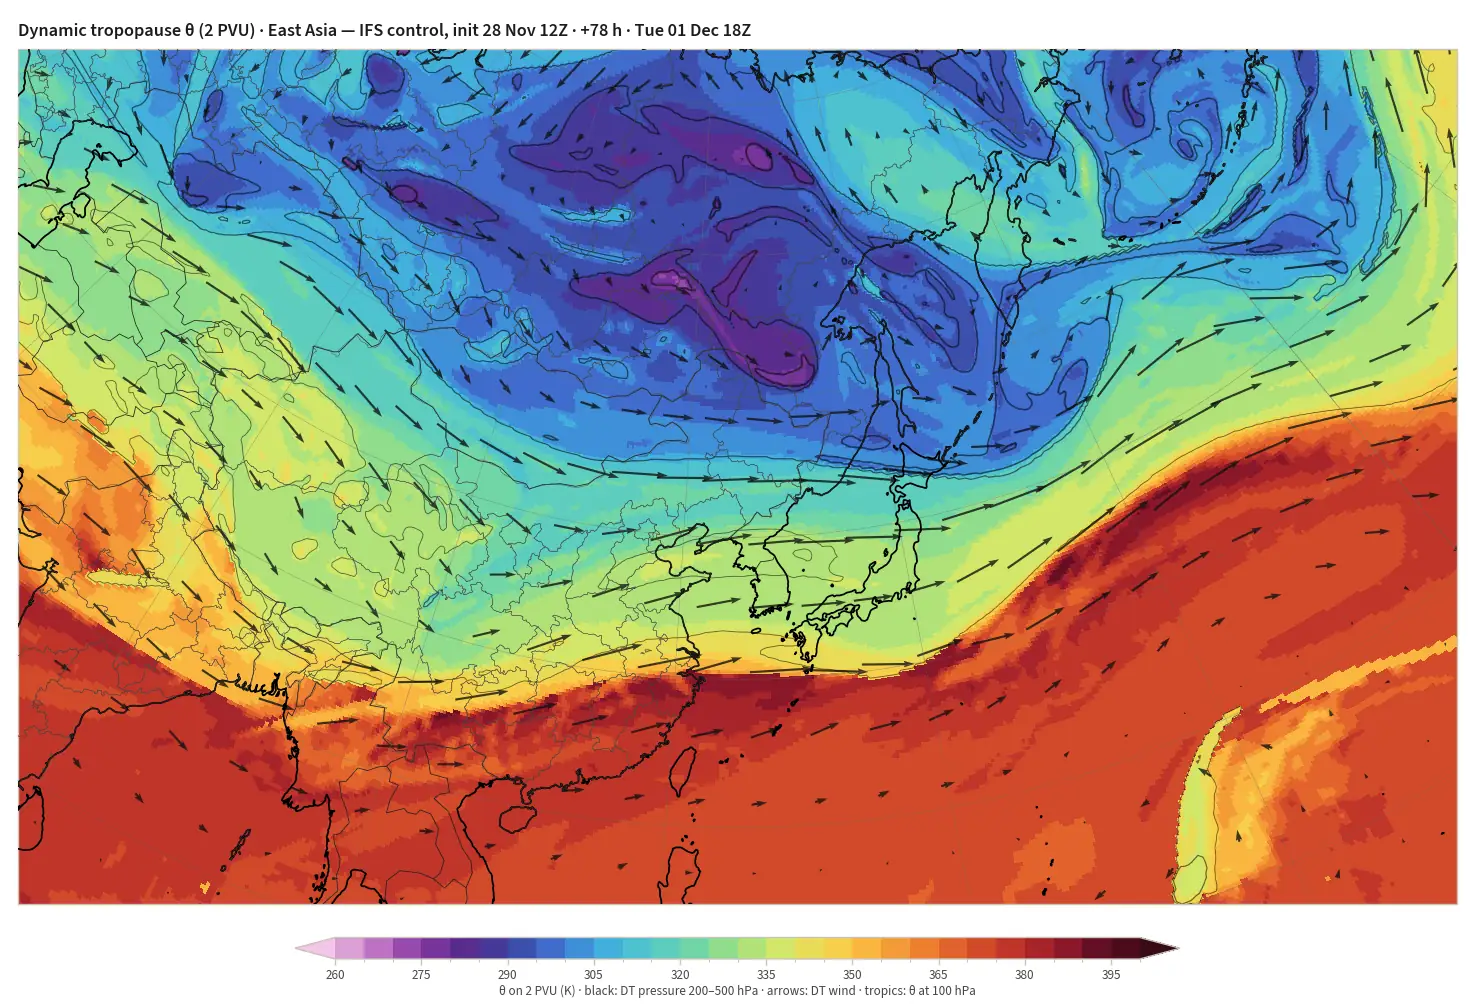 Dynamic tropopause θ (2 PVU) · East Asia — IFS control, init 28 Nov 12Z · +78 h · Tue 01 Dec 18Z
260 275 290 305 320 335 350 365 380 395
θ on 2 PVU (K) · black: DT pressure 200–500 hPa · arrows: DT wind · tropics: θ at 100 hPa